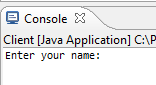 Console
Client [Java Application] C:\P
Enter your name: